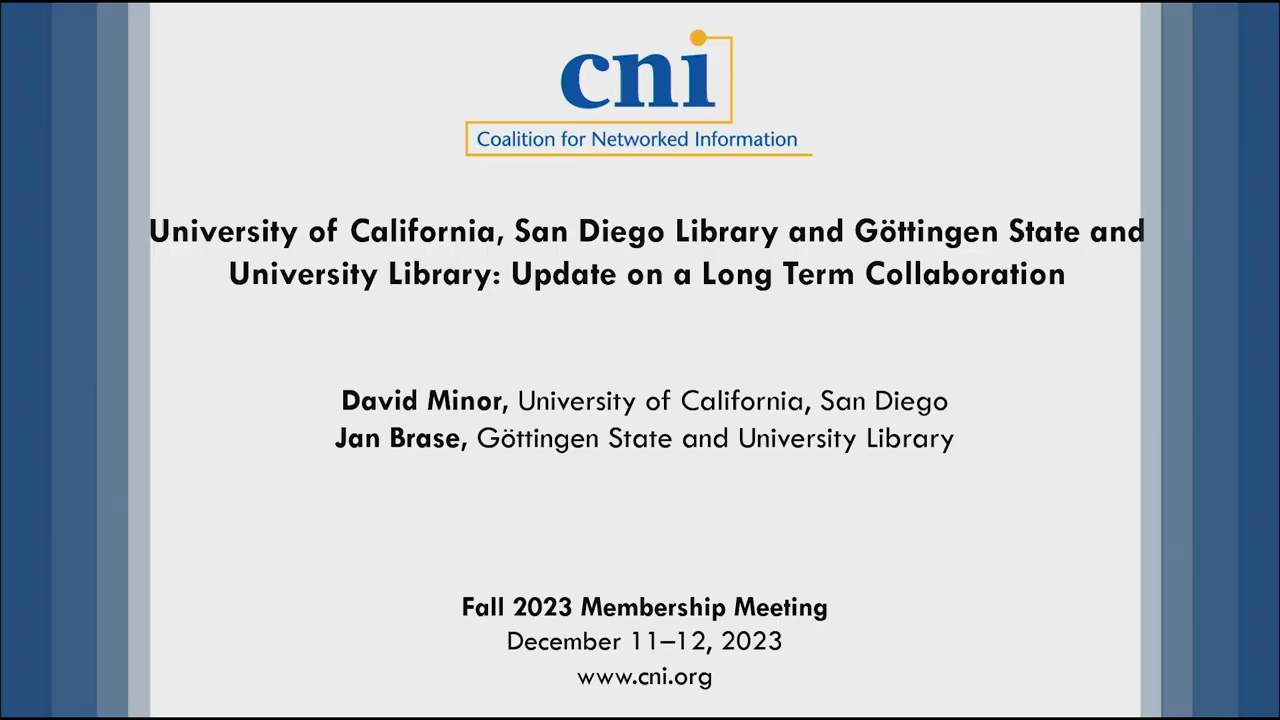 cni
Coalition for Networked Information
University of California, San Diego Library and Göttingen State and
University Library: Update on a Long Term Collaboration
David Minor, University of California, San Diego
Jan Brase, Göttingen State and University Library
Fall 2023 Membership Meeting
December 11–12, 2023
www.cni.org